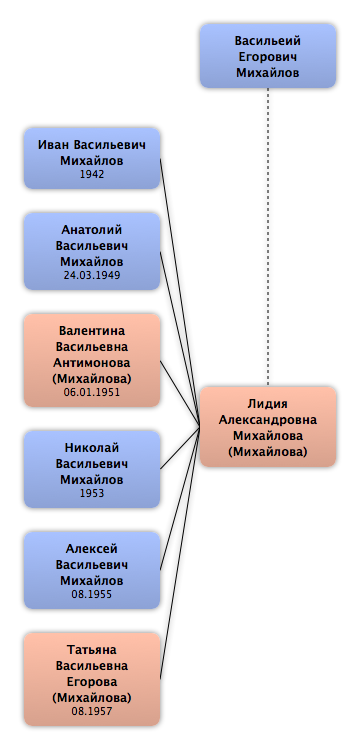 Васильеий
Егорович
Михайлов
Иван Васильевич
Михайлов
1942
Анатолий
Васильевич
Михайлов
24.03.1949
Валентина
Васильевна
Антимонова
(Михайлова)
06.01.1951
Лидия
Александровна
Михайлова
(Михайлова)
Николай
Васильевич
Михайлов
1953
Алексей
Васильевич
Михайлов
08.1955
Татьяна
Васильевна
Егорова
(Михайлова)
08.1957